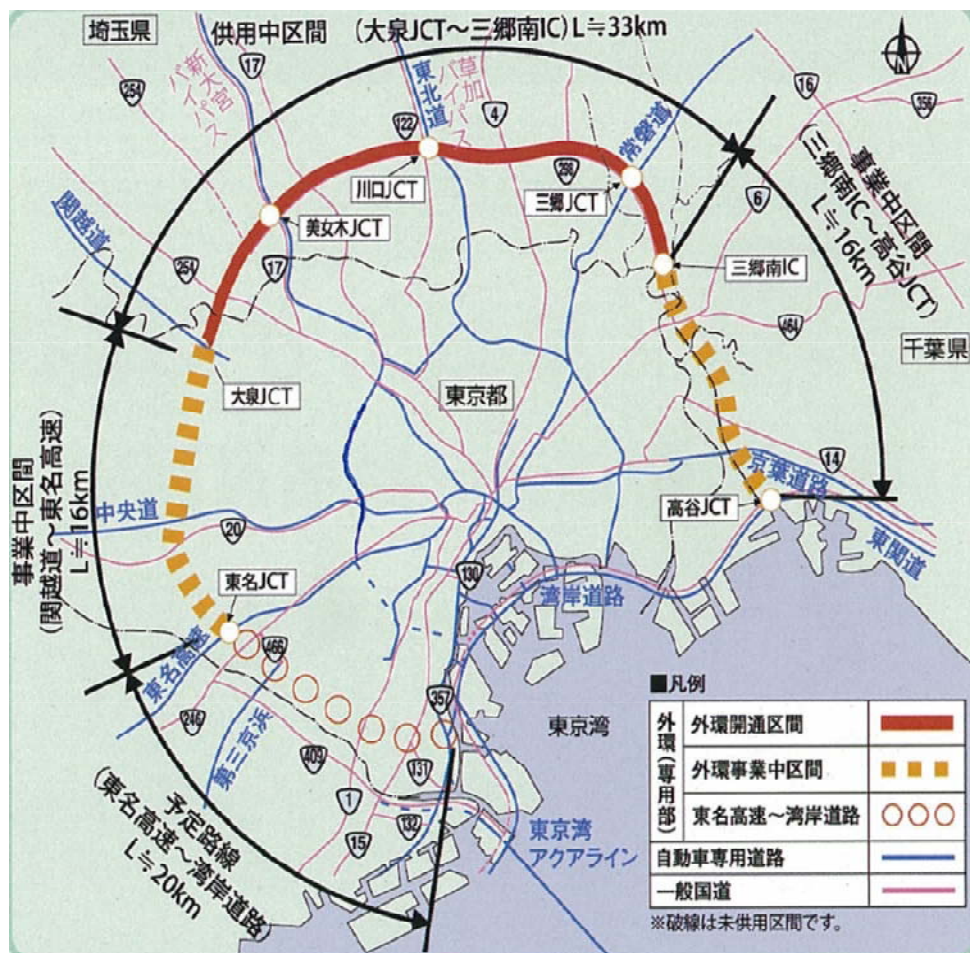 埼玉県
供用中区間 (大泉JCT～三郷南IC)L≒33km
N
254
新大宮バイパス
17
122
東北道
草加バイパス
4
298
常磐道
16
356
6
事業中区間
(三郷南IC～高谷JCT)
L≒16km
関越道
川口JCT
美女木JCT
三郷JCT
三郷南IC
254
17
464
千葉県
大泉JCT
東京都
事業中区間
(関越道～東名高速)
L≒16km
中央道
20
14
京葉道路
高谷JCT
東関道
東名JCT
130
湾岸道路
東名高速
466
246
第三京浜
409
357
131
1
15
132
東京湾
東京湾
アクアライン
予定路線
(東名高速～湾岸道路)
L≒20km
■凡例
外環(専用部)
外環開通区間
外環事業中区間
東名高速～湾岸道路
自動車専用道路
一般国道
※破線は未供用区間です。